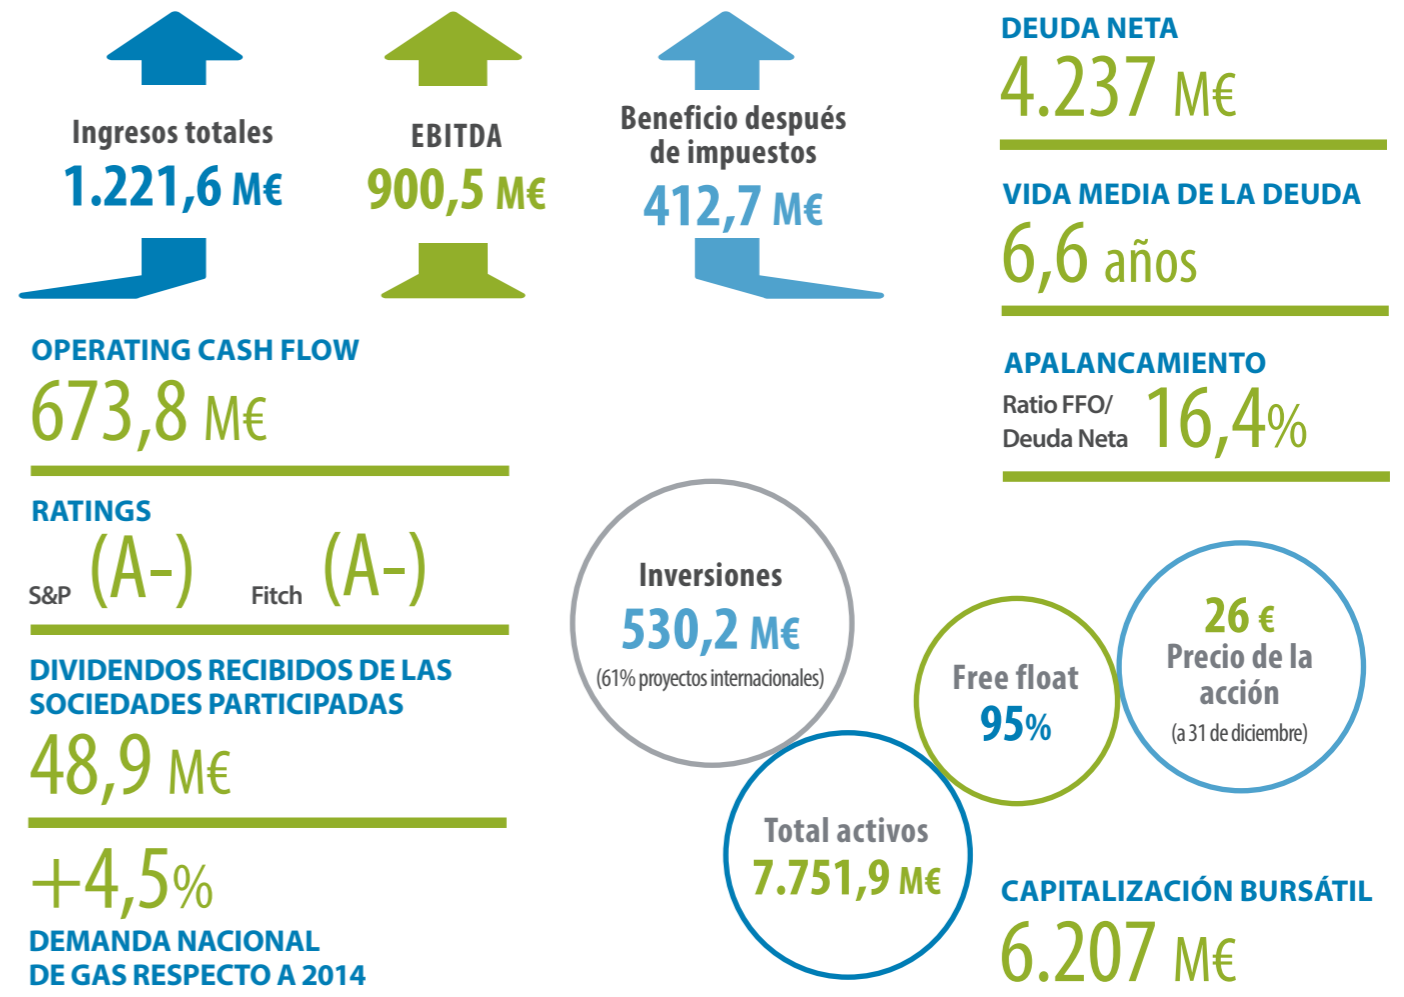 Ingresos totales
1.221,6 M€
EBITDA
900,5 M€
Beneficio después
de impuestos
412,7 M€
DEUDA NETA
4.237 M€
VIDA MEDIA DE LA DEUDA
6,6 años
APALANCAMIENTO
Ratio FFO/
Deuda Neta
16,4%
OPERATING CASH FLOW
673,8 M€
RATINGS
S&P (A-) Fitch (A-)
DIVIDENDOS RECIBIDOS DE LAS
SOCIEDADES PARTICIPADAS
48,9 M€
+4,5%
DEMANDA NACIONAL
DE GAS RESPECTO A 2014
Inversiones
530,2 M€
(61% proyectos internacionales)
Total activos
7.751,9 M€
Free float
95%
26 €
Precio de la
acción
(a 31 de diciembre)
CAPITALIZACIÓN BURSÁTIL
6.207 M€